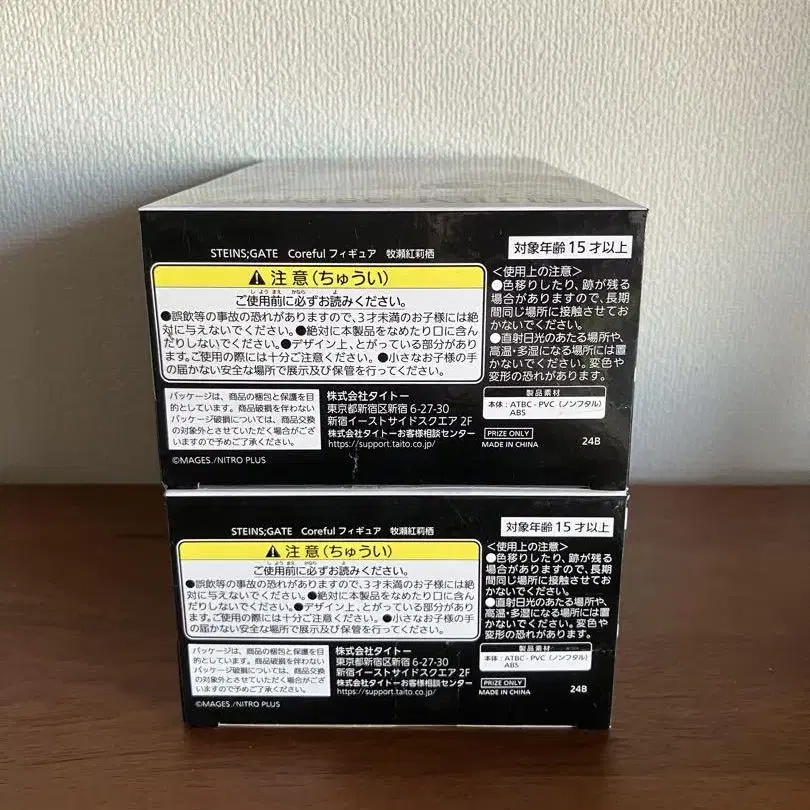 STEINS;GATE Coreful フィギュア 牧瀬紅莉栖
対象年齢15才以上
⚠注意(ちゅうい)
しようまえ かなら よ
ご使用前に必ずお読みください。
●誤飲等の事故の恐れがありますので、3才未満のお子様には絶
対に与えないでください。●絶対に本製品をなめたり口に含ん
だりしないでください。●デザイン上、とがっている部分があり
ます。ご使用の際には十分ご注意ください。●小さなお子様の手
の届かない安全な場所で展示及び保管を行ってください。
<使用上の注意>
●色移りしたり、跡が残る
場合がありますので、長期
間同じ場所に接触させてお
かないでください。
●直射日光のあたる場所や、
高温・多湿になる場所には置
かないでください。変色や
変形の恐れがあります。
パッケージは、商品の梱包と保護を目
的としています。商品破損を伴わない
パッケージ破損については、商品交換
の対象外とさせていただく場合がござ
いますので予めご了承ください。
株式会社タイトー
東京都新宿区新宿 6-27-30
新宿イーストサイドスクエア 2F
株式会社タイトーお客様相談センター
https://support.taito.co.jp/
製品素材
本体:ATBC-PVC(ノンフタル)
ABS
PRIZE ONLY
MADE IN CHINA
24B
©MAGES./NITRO PLUS
STEINS;GATE Coreful フィギュア 牧瀬紅莉栖
対象年齢15才以上
⚠注意(ちゅうい)
しようまえ かなら よ
ご使用前に必ずお読みください。
●誤飲等の事故の恐れがありますので、3才未満のお子様には絶
対に与えないでください。●絶対に本製品をなめたり口に含ん
だりしないでください。●デザイン上、とがっている部分があり
ます。ご使用の際には十分ご注意ください。●小さなお子様の手
の届かない安全な場所で展示及び保管を行ってください。
<使用上の注意>
●色移りしたり、跡が残る
場合がありますので、長期
間同じ場所に接触させてお
かないでください。
●直射日光のあたる場所や、
高温・多湿になる場所には置
かないでください。変色や
変形の恐れがあります。
パッケージは、商品の梱包と保護を目
的としています。商品破損を伴わない
パッケージ破損については、商品交換
の対象外とさせていただく場合がござ
いますので予めご了承ください。
株式会社タイトー
東京都新宿区新宿 6-27-30
新宿イーストサイドスクエア 2F
株式会社タイトーお客様相談センター
https://support.taito.co.jp/
製品素材
本体:ATBC-PVC(ノンフタル)
ABS
PRIZE ONLY
MADE IN CHINA
24B
©MAGES./NITRO PLUS